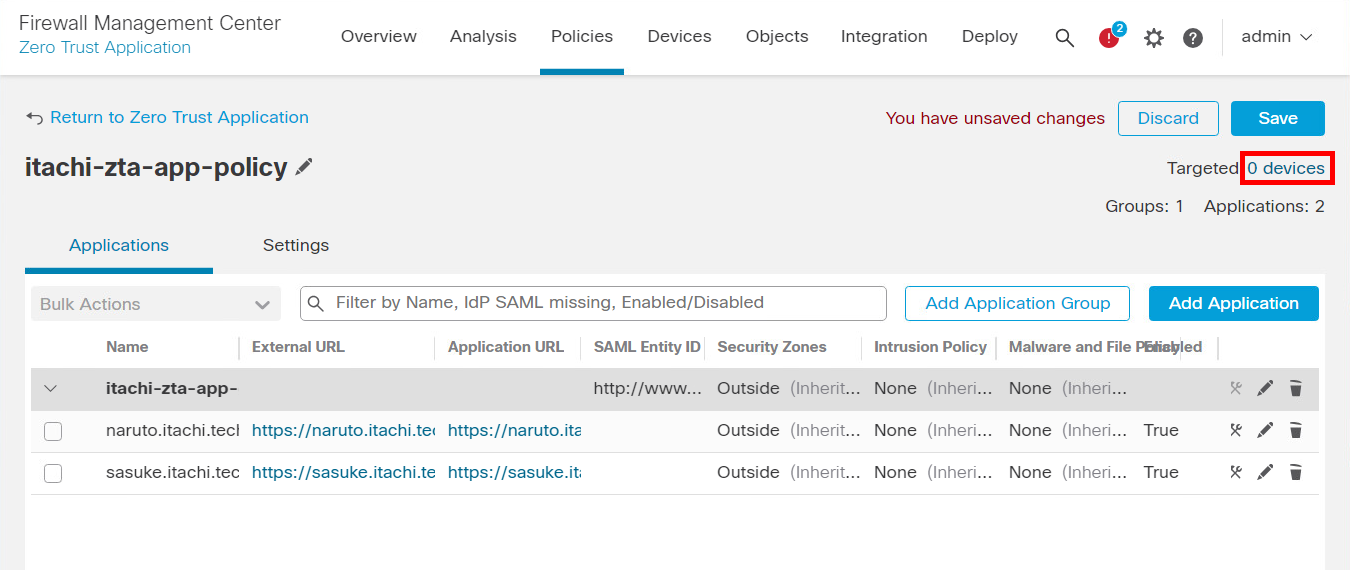 Firewall Management Center
Zero Trust Application
Overview Analysis Policies Devices Objects Integration Deploy 2 admin
Return to Zero Trust Application You have unsaved changes Discard Save
itachi-zta-app-policy Targeted 0 devices
Groups: 1 Applications: 2
Applications Settings
Bulk Actions Filter by Name, IdP SAML missing, Enabled/Disabled Add Application Group Add Application
Name External URL Application URL SAML Entity ID Security Zones Intrusion Policy Malware and File Policy Enabled
itachi-zta-app- http://www... Outside (Inherit... None (Inheri... None (Inheri...
naruto.itachi.tech https://naruto.itachi.tec https://naruto.ita Outside (Inherit... None (Inheri... None (Inheri... True
sasuke.itachi.tec https://sasuke.itachi.te https://sasuke.ita Outside (Inherit... None (Inheri... None (Inheri... True